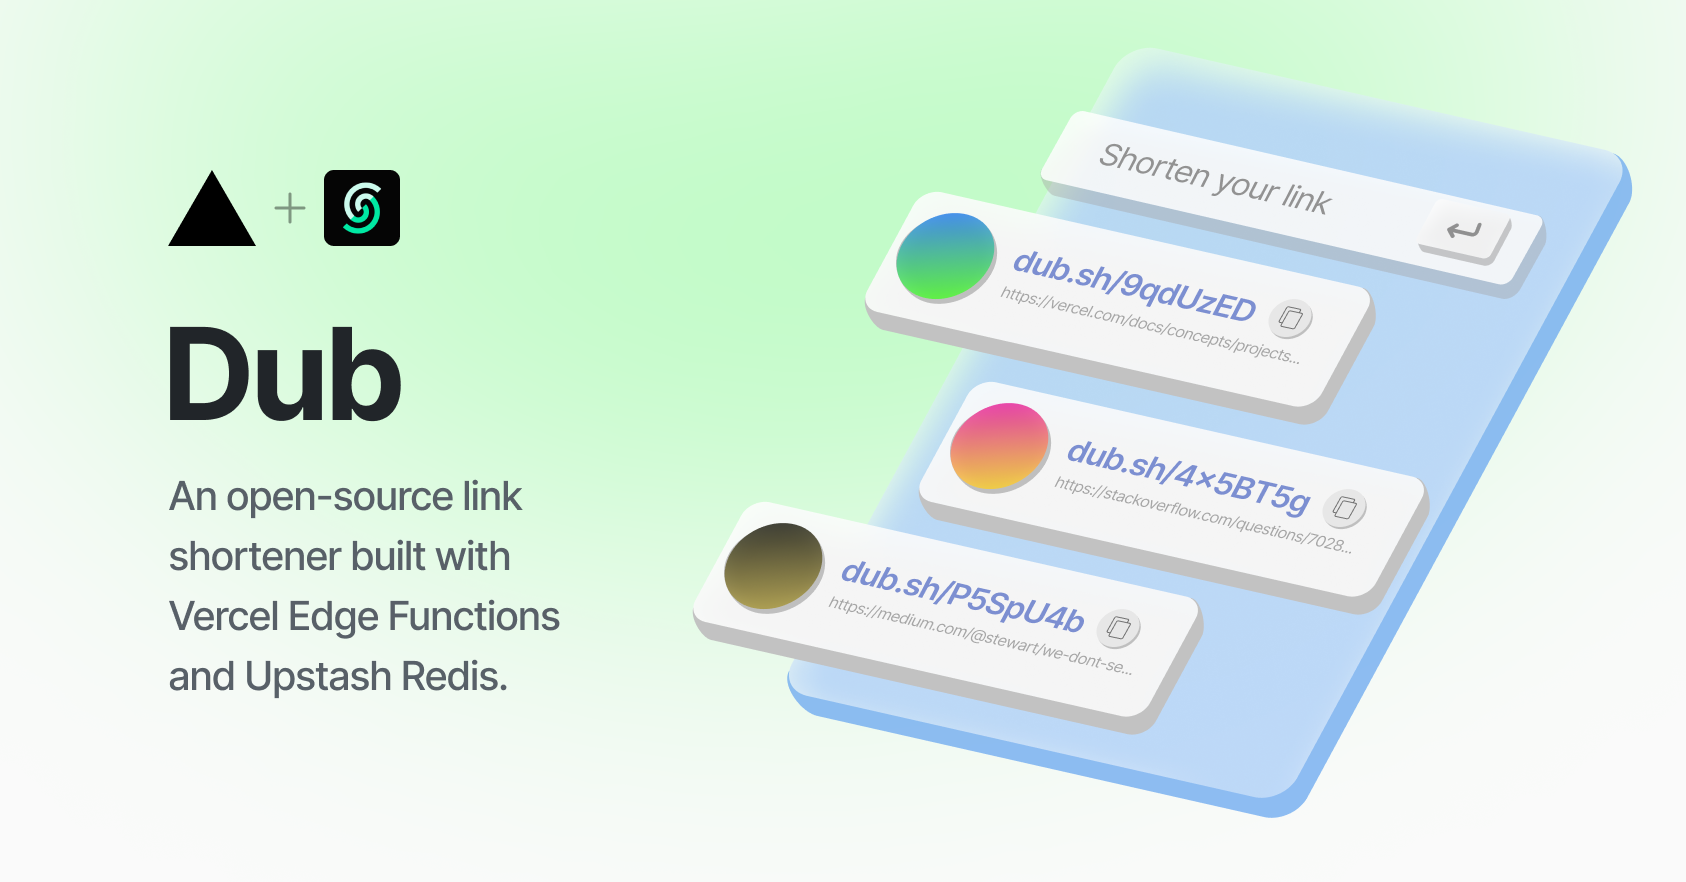 Dub
An open-source link
shortener built with
Vercel Edge Functions
and Upstash Redis.
Shorten your link
dub.sh/9qdUzED
https://vercel.com/docs/concepts/projects...
dub.sh/4×5BT5g
https://stackoverflow.com/questions/7028...
dub.sh/P5SpU4b
https://medium.com/@stewart/we-dont-se...